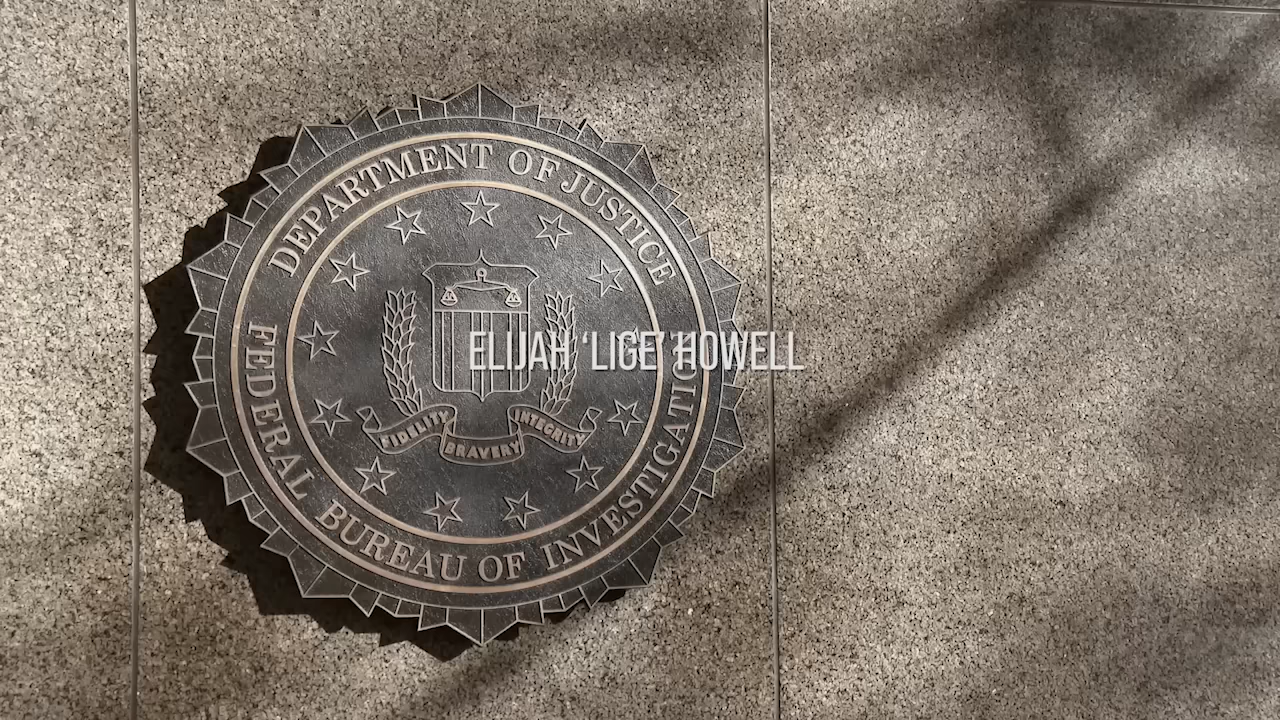 DEPARTMENT OF JUSTICE
ELIJAH ‘LIGE’ HOWELL
FIDELITY BRAVERY INTEGRITY
FEDERAL BUREAU OF INVESTIGATION